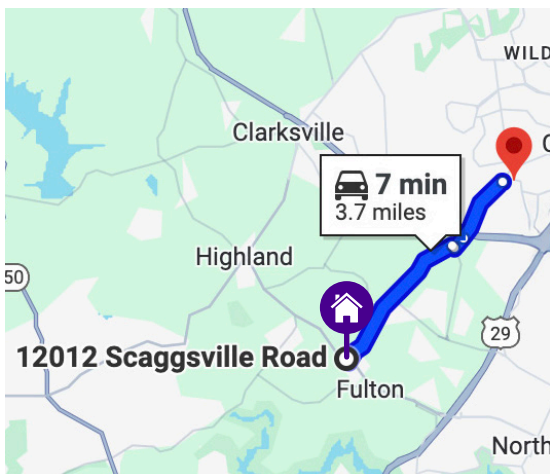 WILD
Clarksville
C
7 min
3.7 miles
Highland
50
29
12012 Scaggsville Road
Fulton
North